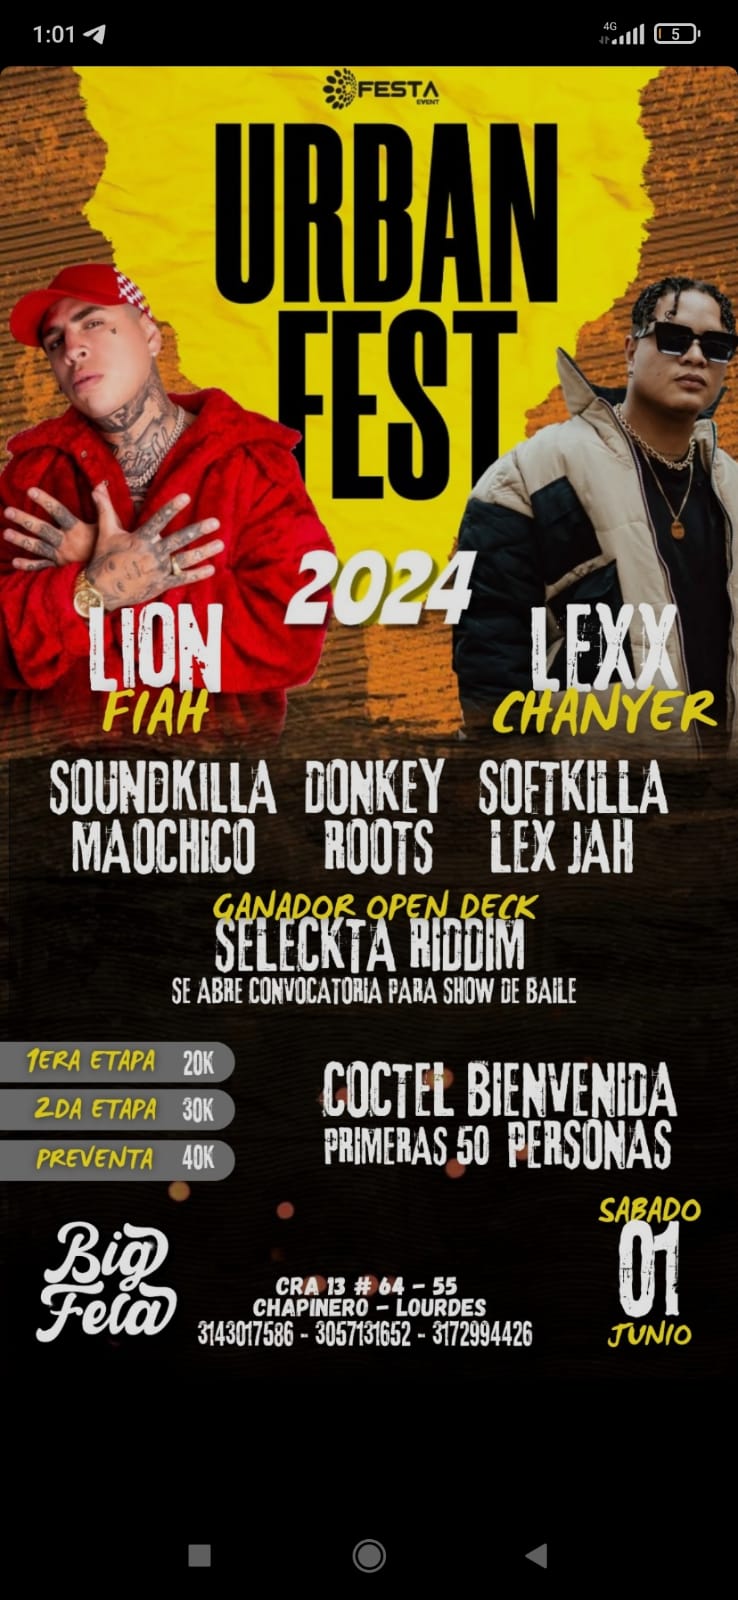 1:01
4G
5
FESTA
EVENT
URBAN
FEST
2024
LION
FIAH
LEXX
CHANYER
SOUNDKILLA
MAOCHICO
DONKEY
ROOTS
SOFTKILLA
LEX JAH
GANADOR OPEN DECK
SELECKTA RIDDIM
SE ABRE CONVOCATORIA PARA SHOW DE BAILE
1ERA ETAPA 20K
2DA ETAPA 30K
PREVENTA 40K
COCTEL BIENVENIDA
PRIMERAS 50 PERSONAS
Big
Fela
CRA 13 # 64 - 55
CHAPINERO - LOURDES
3143017586 - 3057131652 - 3172994426
SABADO
01
JUNIO